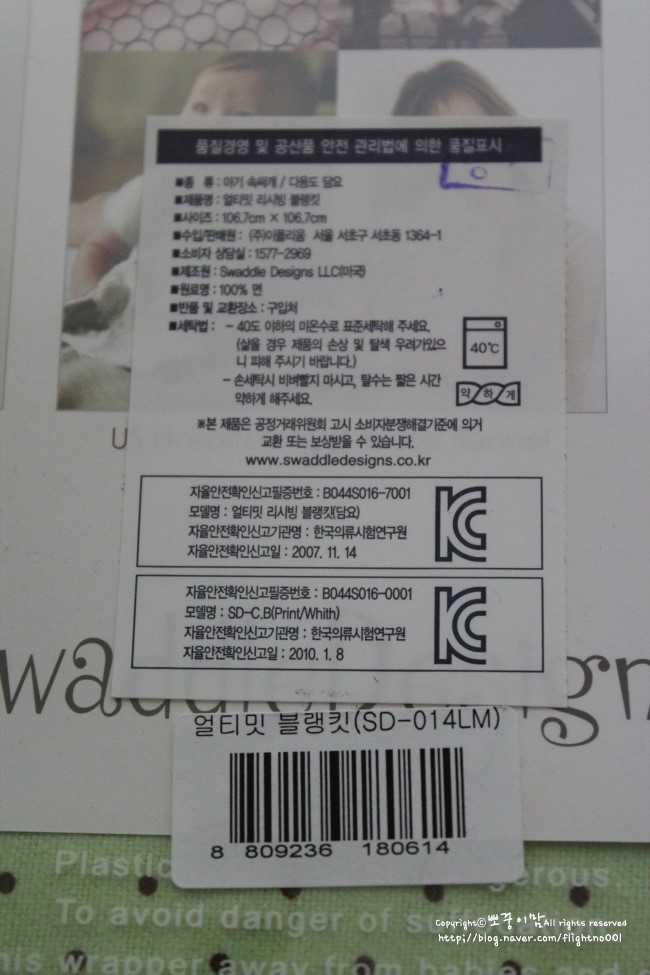 품질경영 및 공산품 안전 관리법에 의한 품질표시
■종 류 : 아기 속싸개 / 다용도 담요
■제품명 : 얼티밋 리시빙 블랭킷
■사이즈 : 106.7cm × 106.7cm
■수입/판매원 : (주)이폴리움 서울 서초구 서초동 1364-1
■소비자 상담실 : 1577-2969
■제조원 : Swaddle Designs LLC(미국)
■원료명 : 100% 면
■반품 및 교환장소 : 구입처
■세탁법 : - 40도 이하의 미온수로 표준세탁해 주세요.
(삶을 경우 제품의 손상 및 탈색 우려가있으
니 피해 주시기 바랍니다.)
40℃
- 손세탁시 비벼빨지 마시고, 탈수는 짧은 시간
약하게 해주세요.
약하게
※본 제품은 공정거래위원회 고시 소비자분쟁해결기준에 의거
교환 또는 보상받을 수 있습니다.
www.swaddledesigns.co.kr
자율안전확인신고필증번호 : B044S016-7001
모델명 : 얼티밋 리시빙 블랭킷(담요)
자율안전확인신고기관명 : 한국의류시험연구원
자율안전확인신고일 : 2007. 11. 14
자율안전확인신고필증번호 : B044S016-0001
모델명 : SD-C.B(Print/Whith)
자율안전확인신고기관명 : 한국의류시험연구원
자율안전확인신고일 : 2010. 1. 8
얼티밋 블랭킷(SD-014LM)
8 809236 180614
Plastic
To avoid danger of
this wrapper away from
Copyright© 뽀꿍이맘 All rights reserved
http://blog.naver.com/flightno001